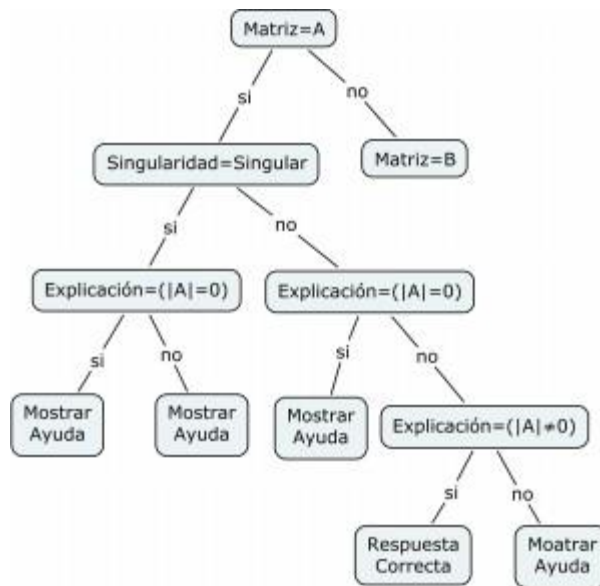 Matriz=A
si
no
Singularidad=Singular
Matriz=B
si
no
Explicación=(|A|=0)
Explicación=(|A|=0)
si
no
si
no
Mostrar
Ayuda
Mostrar
Ayuda
Mostrar
Ayuda
Explicación=(|A|≠0)
si
no
Respuesta
Correcta
Moatrar
Ayuda